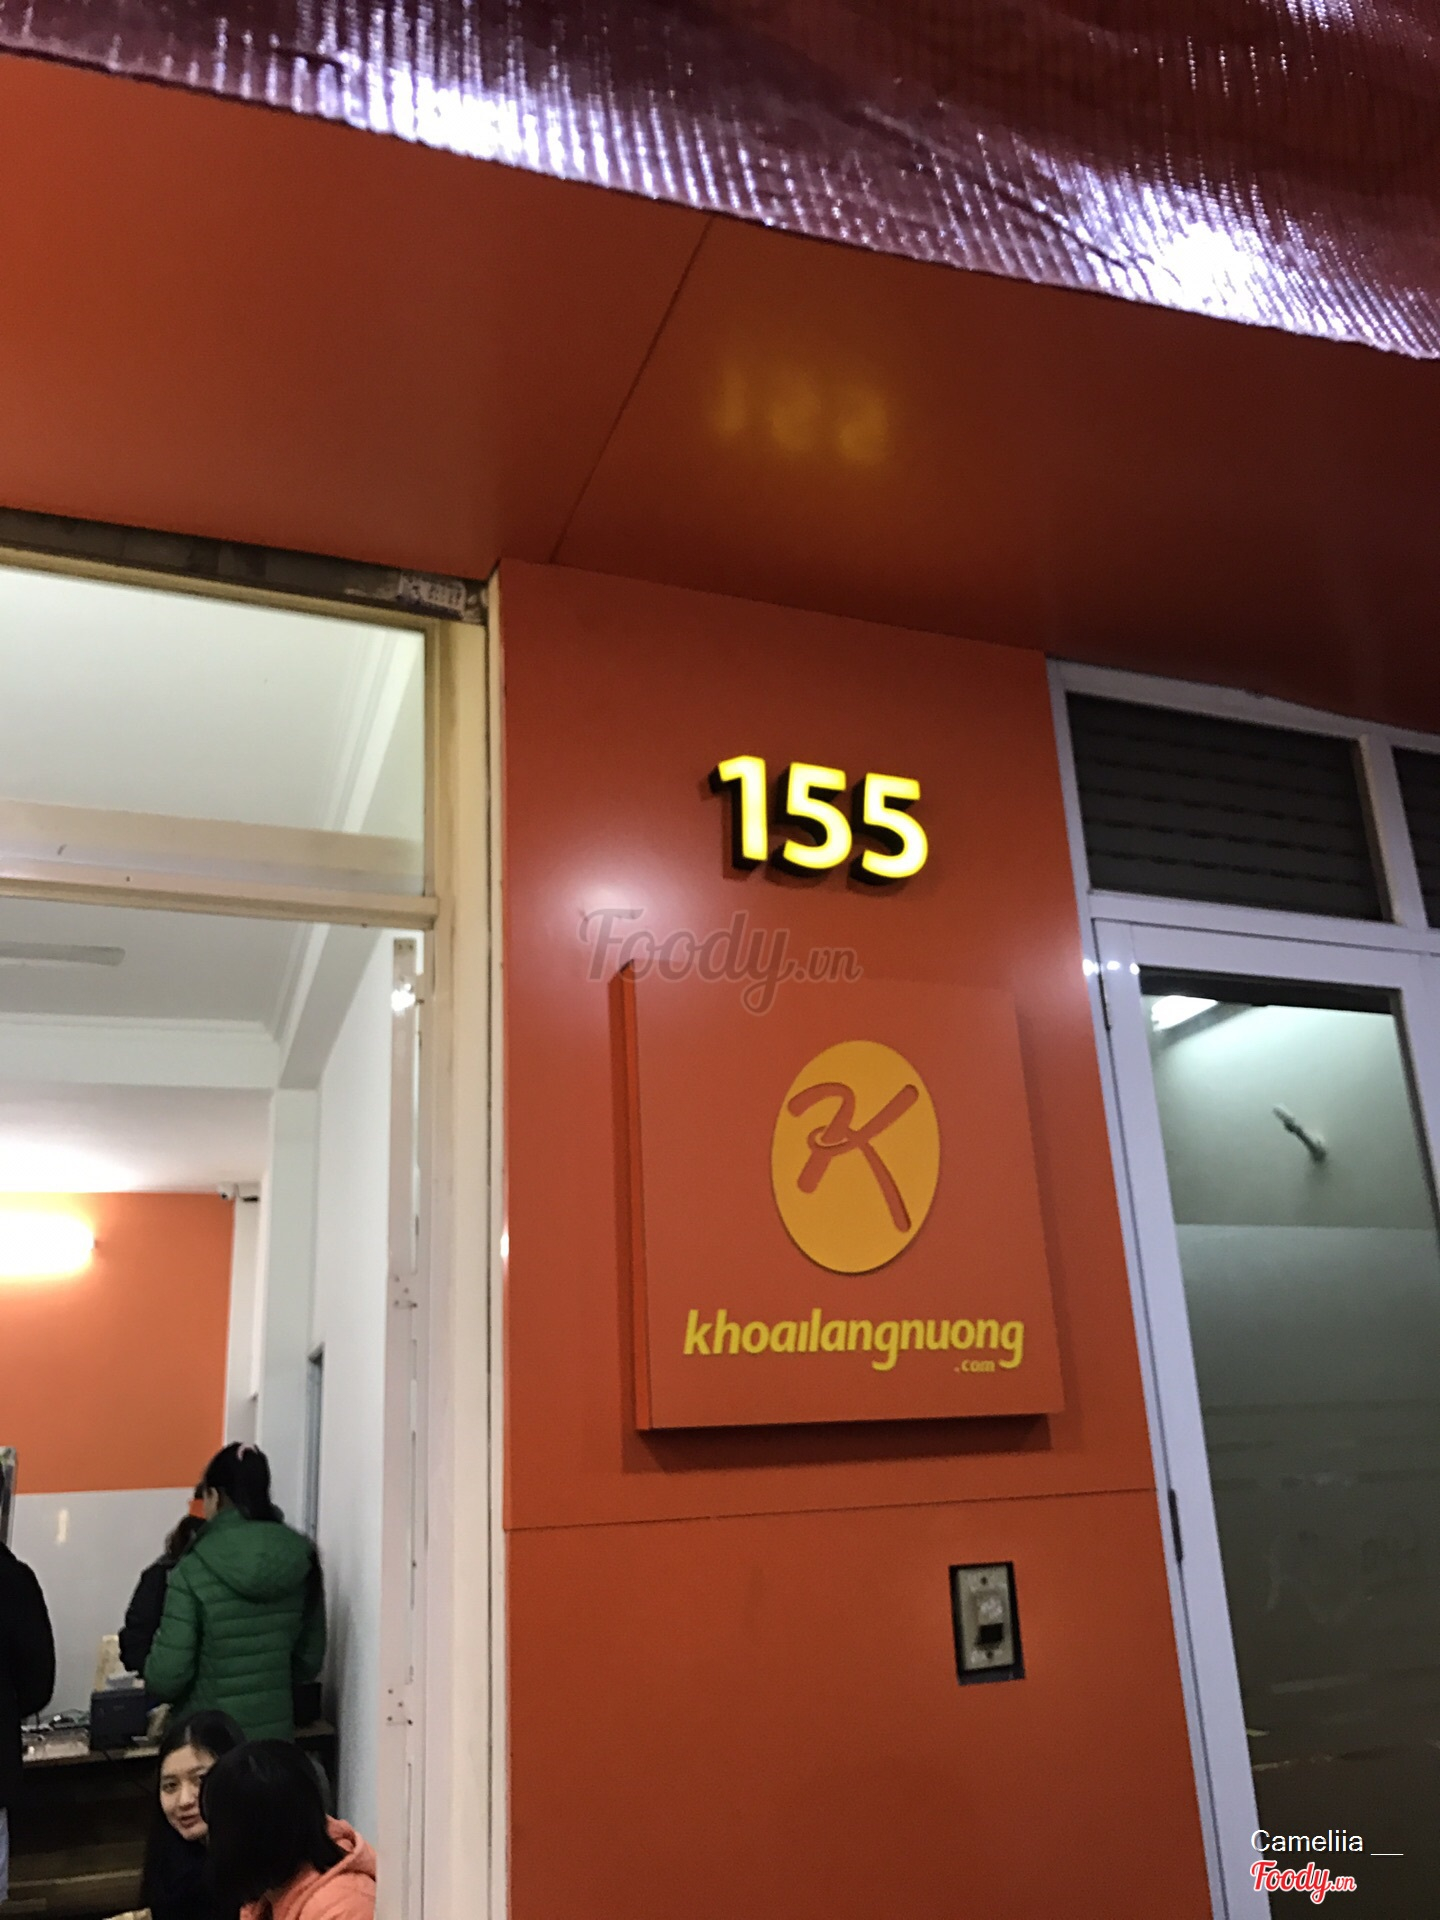 155
Foody.vn
K
khoailangnuong
.com
Cameliia __
Foody.vn